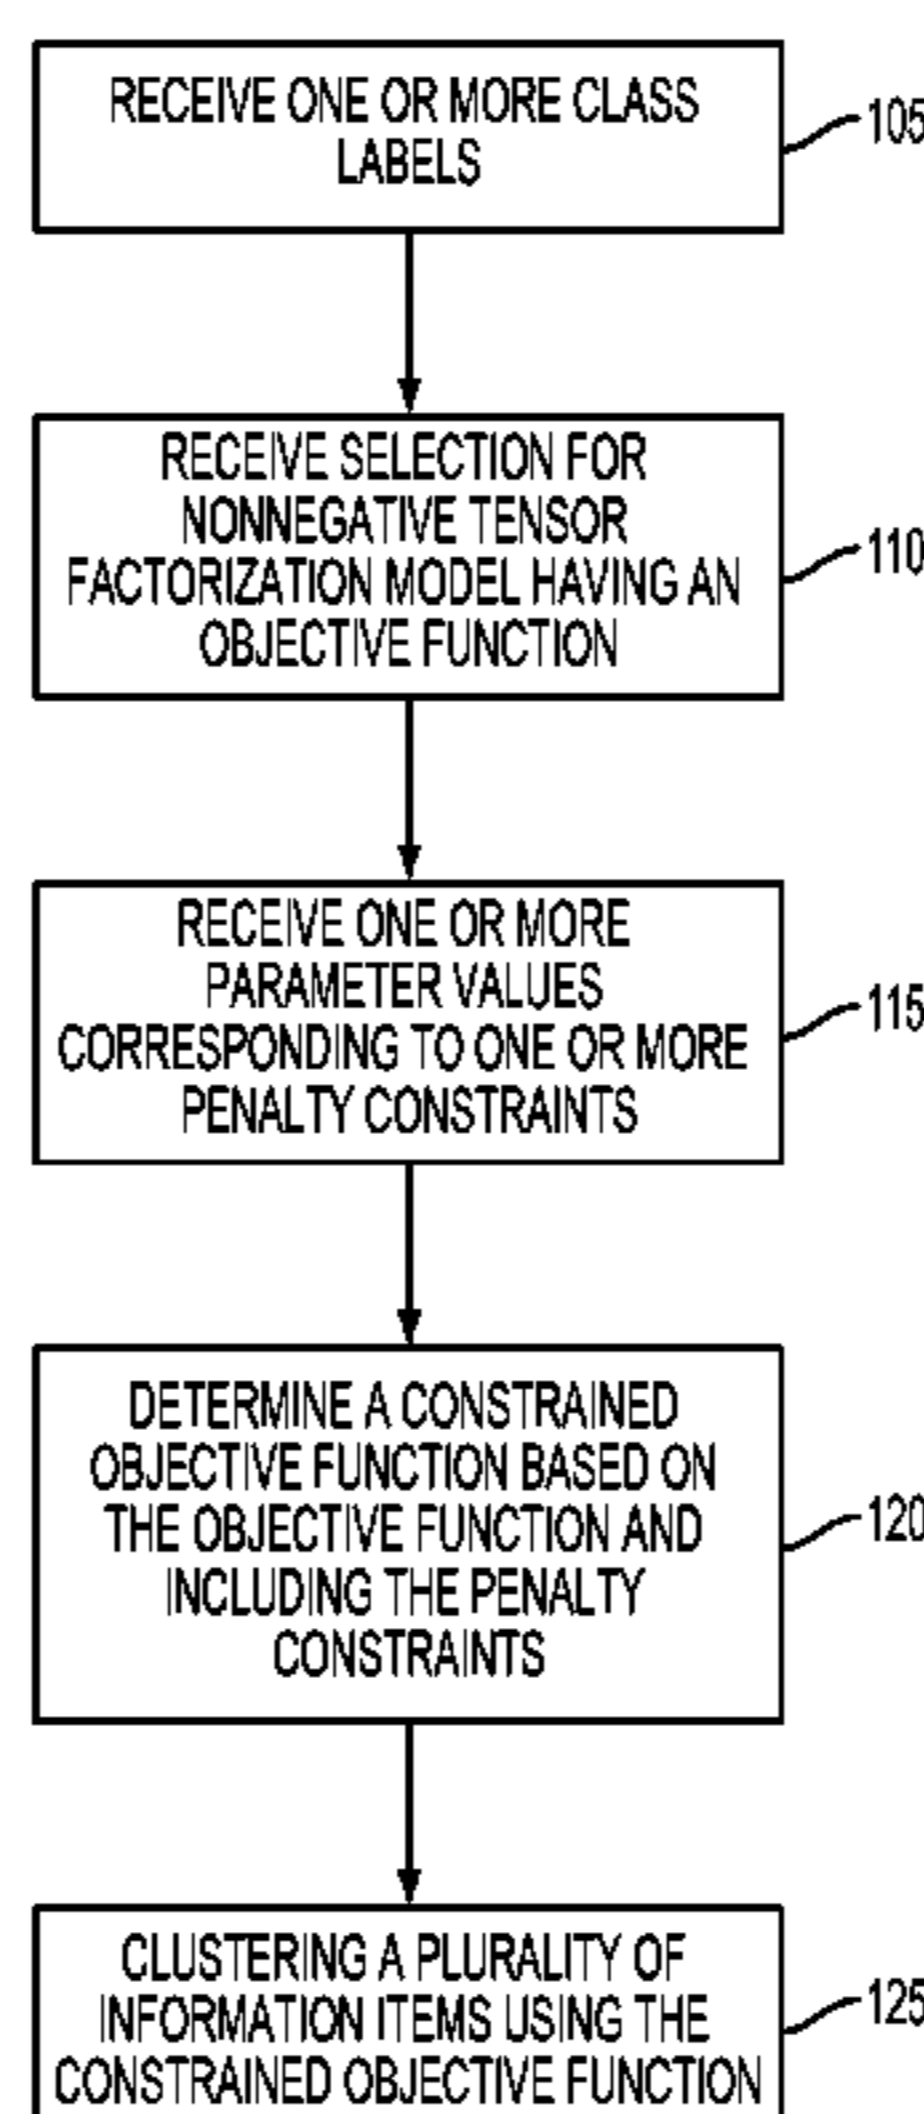 RECEIVE ONE OR MORE CLASS
LABELS
105
RECEIVE SELECTION FOR
NONNEGATIVE TENSOR
FACTORIZATION MODEL HAVING AN
OBJECTIVE FUNCTION
110
RECEIVE ONE OR MORE
PARAMETER VALUES
CORRESPONDING TO ONE OR MORE
PENALTY CONSTRAINTS
115
DETERMINE A CONSTRAINED
OBJECTIVE FUNCTION BASED ON
THE OBJECTIVE FUNCTION AND
INCLUDING THE PENALTY
CONSTRAINTS
120
CLUSTERING A PLURALITY OF
INFORMATION ITEMS USING THE
CONSTRAINED OBJECTIVE FUNCTION
125